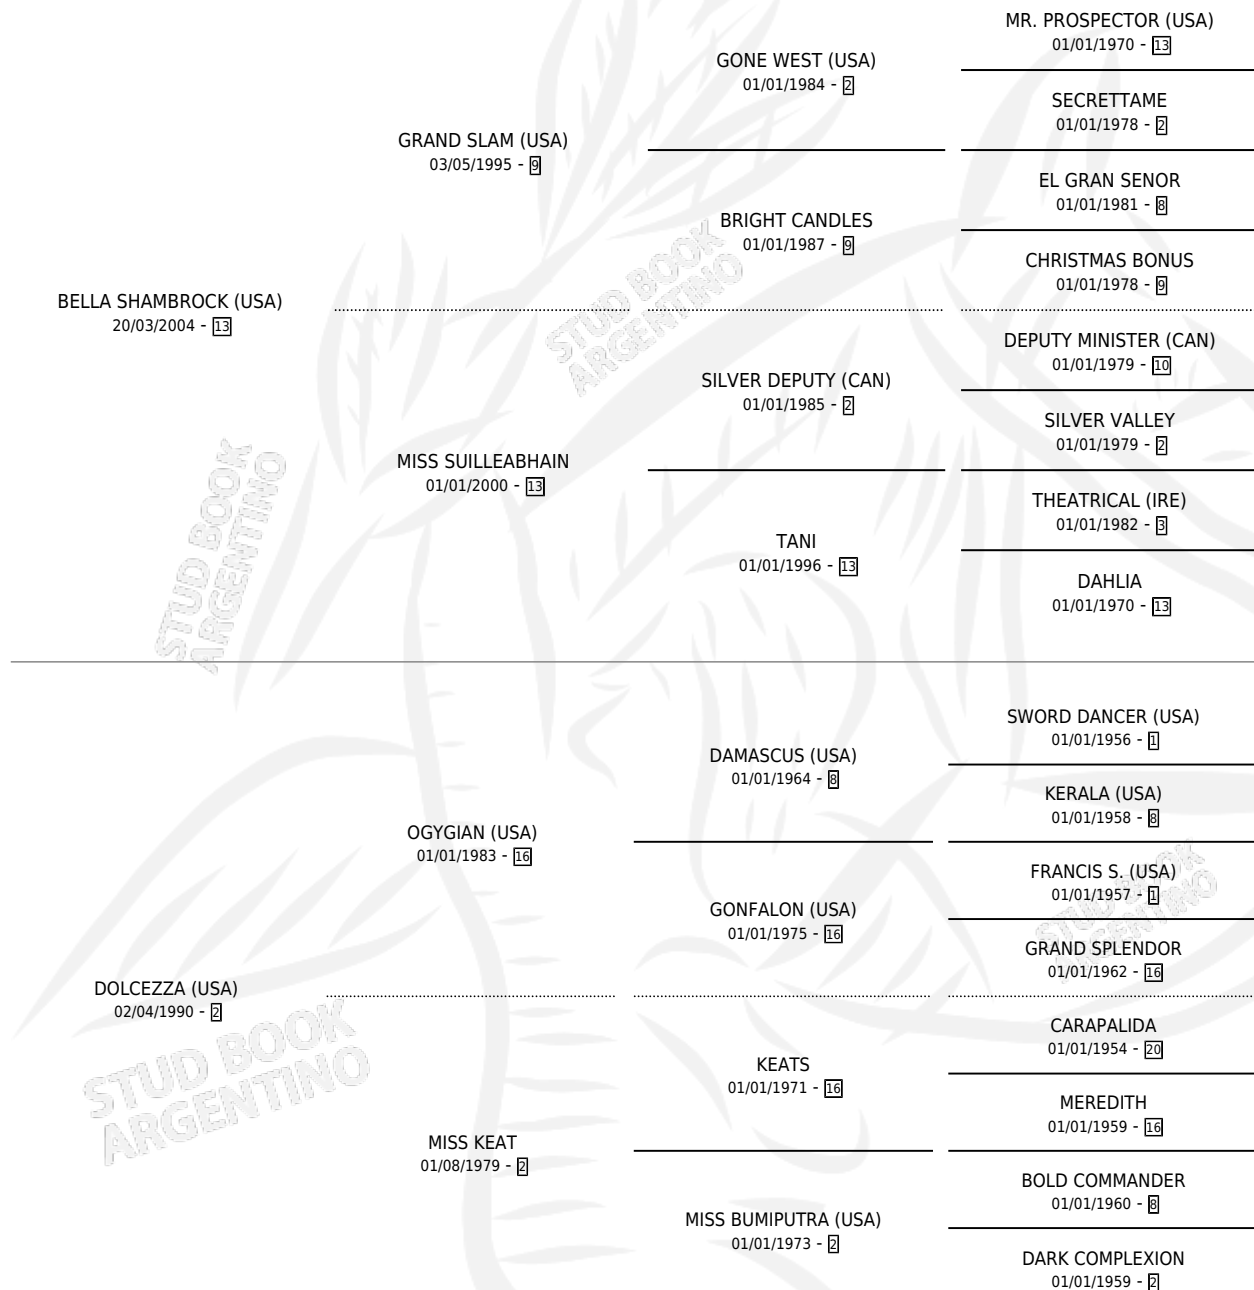 MR. PROSPECTOR (USA)
01/01/1970 - 13
GONE WEST (USA)
01/01/1984 - 2
SECRETTAME
01/01/1978 - 2
GRAND SLAM (USA)
03/05/1995 - 9
EL GRAN SENOR
01/01/1981 - 8
BRIGHT CANDLES
01/01/1987 - 9
CHRISTMAS BONUS
01/01/1978 - 9
BELLA SHAMBROCK (USA)
20/03/2004 - 13
DEPUTY MINISTER (CAN)
01/01/1979 - 10
SILVER DEPUTY (CAN)
01/01/1985 - 2
SILVER VALLEY
01/01/1979 - 2
MISS SUILLEABHAIN
01/01/2000 - 13
THEATRICAL (IRE)
01/01/1982 - 3
TANI
01/01/1996 - 13
DAHLIA
01/01/1970 - 13
STUD BOOK
ARGENTINO
STUD BOOK
ARGENTINO
SWORD DANCER (USA)
01/01/1956 - 1
DAMASCUS (USA)
01/01/1964 - 8
KERALA (USA)
01/01/1958 - 8
OGYGIAN (USA)
01/01/1983 - 16
FRANCIS S. (USA)
01/01/1957 - 1
GONFALON (USA)
01/01/1975 - 16
GRAND SPLENDOR
01/01/1962 - 16
DOLCEZZA (USA)
02/04/1990 - 2
CARAPALIDA
01/01/1954 - 20
KEATS
01/01/1971 - 16
MEREDITH
01/01/1959 - 16
MISS KEAT
01/08/1979 - 2
BOLD COMMANDER
01/01/1960 - 8
MISS BUMIPUTRA (USA)
01/01/1973 - 2
DARK COMPLEXION
01/01/1959 - 2
STUD BOOK
ARGENTINO
STUD BOOK
ARGENTINO